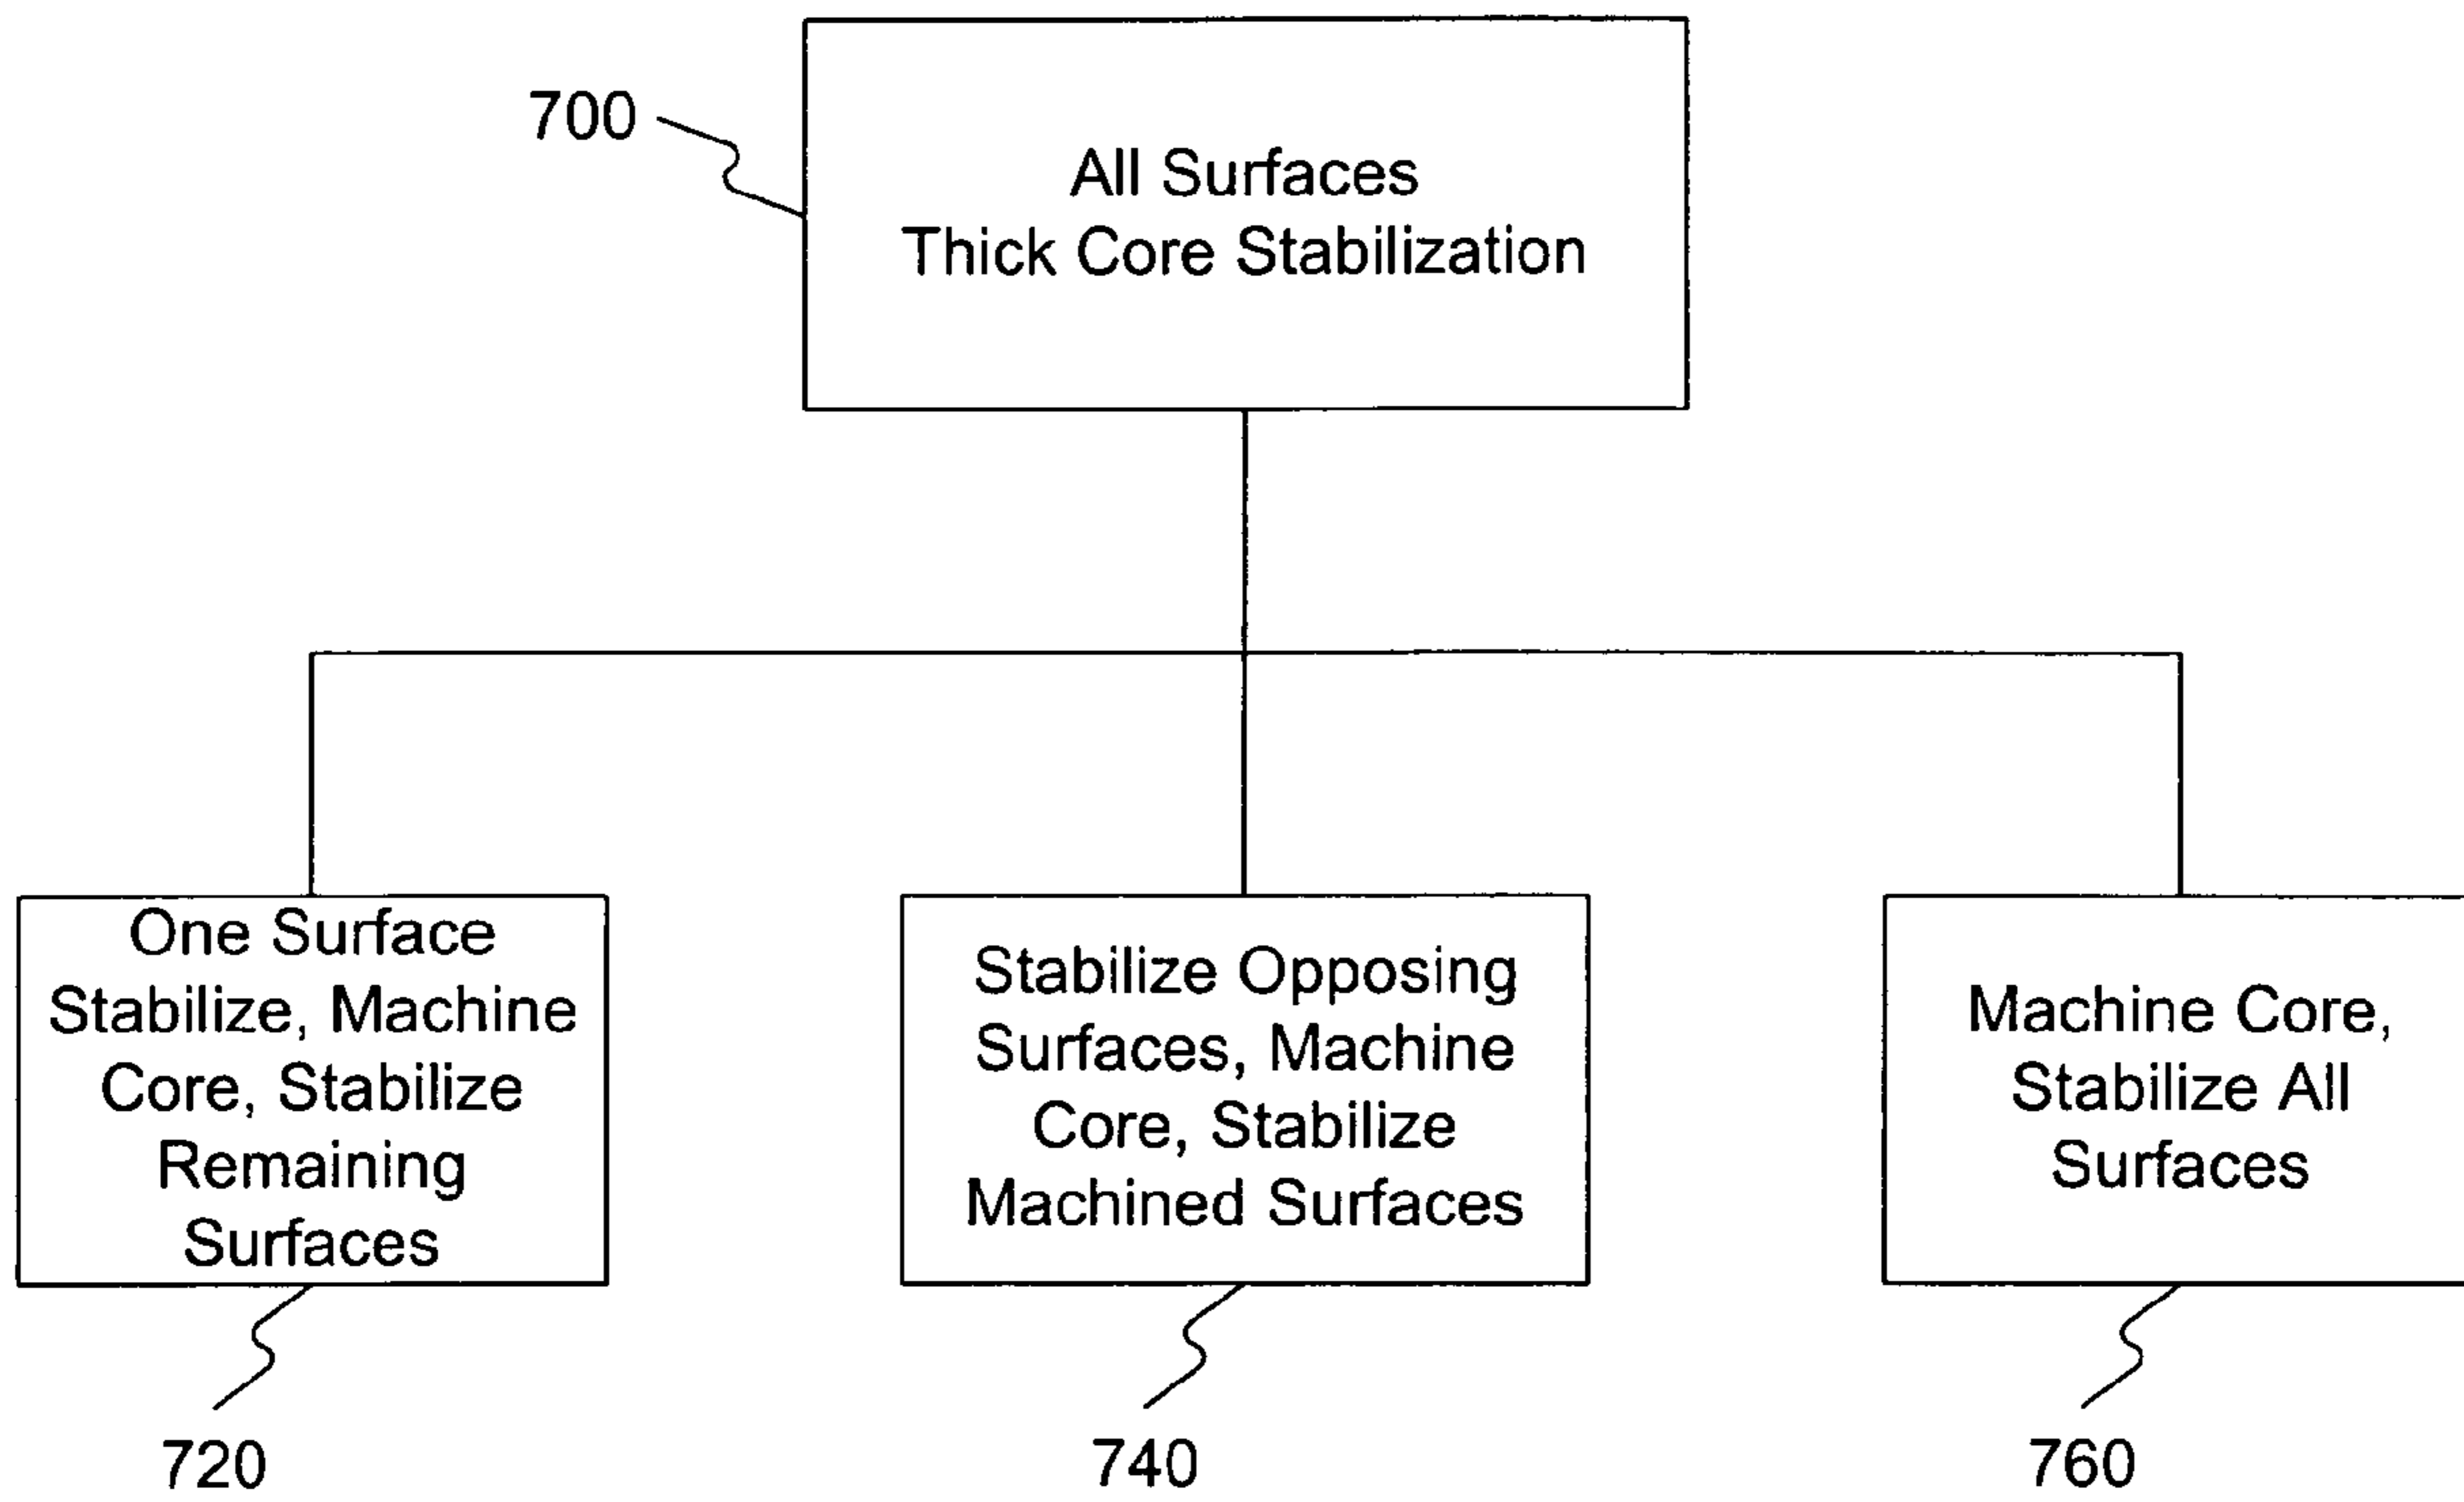 700
All Surfaces
Thick Core Stabilization
One Surface
Stabilize, Machine
Core, Stabilize
Remaining
Surfaces
Stabilize Opposing
Surfaces, Machine
Core, Stabilize
Machined Surfaces
Machine Core,
Stabilize All
Surfaces
720
740
760